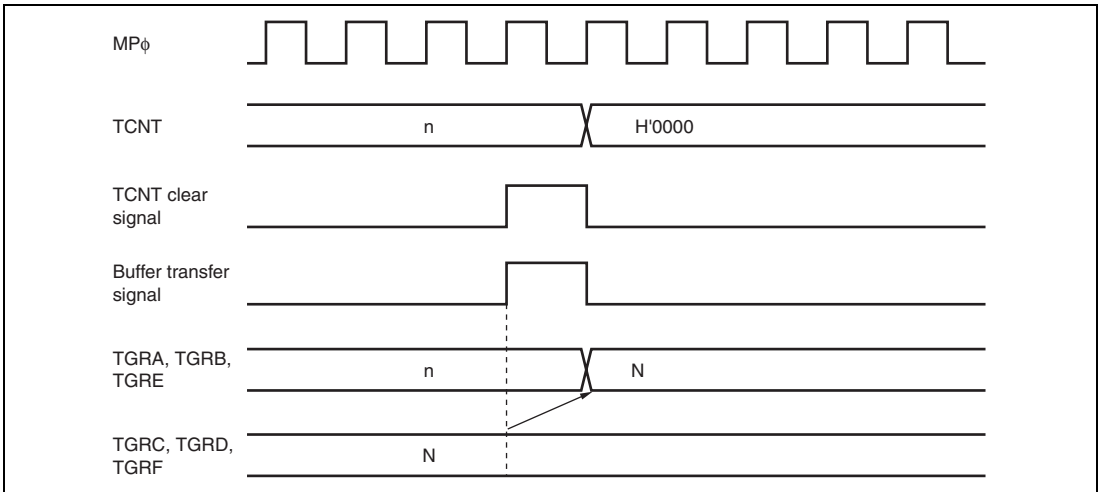 MPφ
TCNT
n
H'0000
TCNT clear
signal
Buffer transfer
signal
TGRA, TGRB,
TGRE
n
N
TGRC, TGRD,
TGRF
N